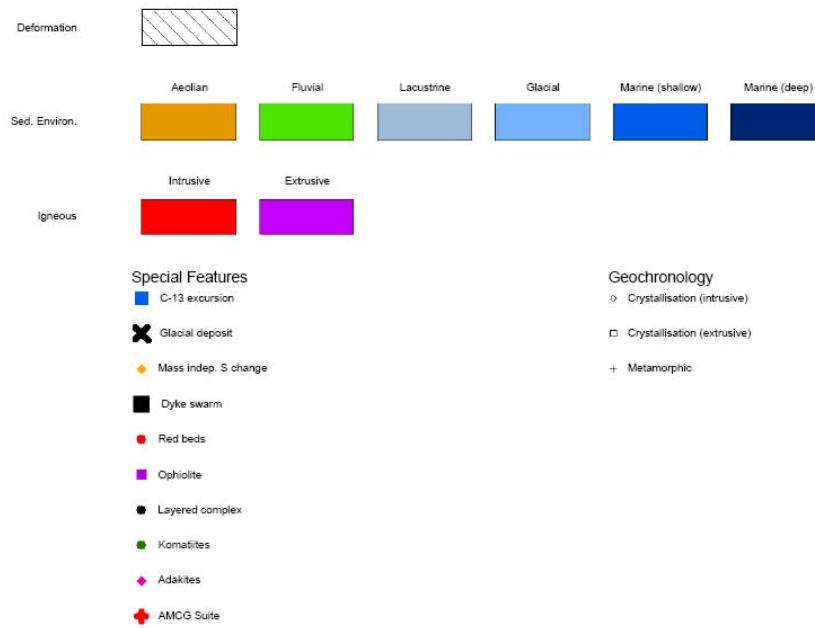 Deformation
Aeolian Fluvial Lacustrine Glacial Marine (shallow) Marine (deep)
Sed. Environ.
Intrusive Extrusive
Igneous
Special Features Geochronology
C-13 excursion Crystallisation (intrusive)
Glacial deposit Crystallisation (extrusive)
Mass indep. S change Metamorphic
Dyke swarm
Red beds
Ophiolite
Layered complex
Komatiites
Adakites
AMCG Suite